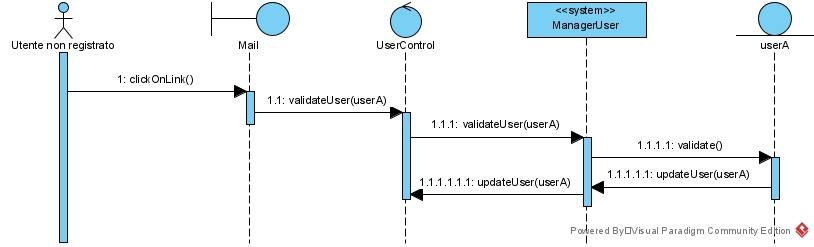 <<system>>
ManagerUser
Utente non registrato
Mail
UserControl
userA
1: clickOnLink()
1.1: validateUser(userA)
1.1.1: validateUser(userA)
1.1.1.1: validate()
1.1.1.1.1: updateUser(userA)
1.1.1.1.1.1: updateUser(userA)
Powered By Visual Paradigm Community Edition